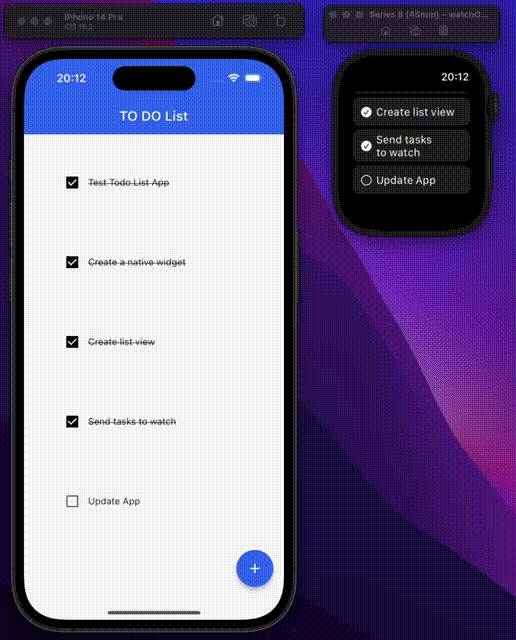 iPhone 14 Pro
iOS 16.2
20:12
TO DO List
Test Todo List App
Create a native widget
Create list view
Send tasks to watch
Update App
Series 8 (45mm) – watchO...
20:12
Create list view
Send tasks
to watch
Update App